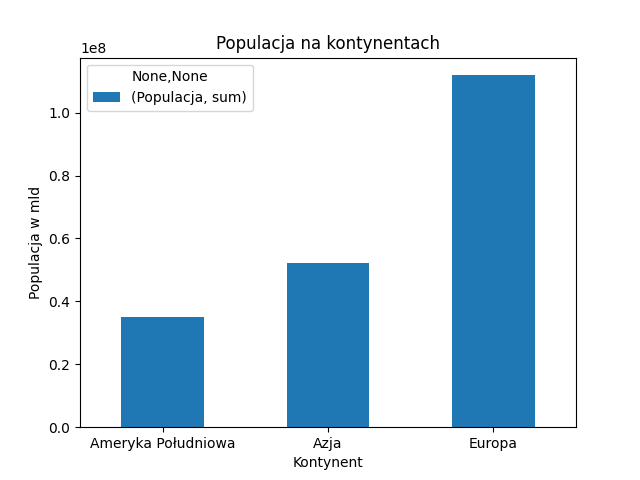 Populacja na kontynentach
1e8
None,None
(Populacja, sum)
1.0
0.8
0.6
0.4
0.2
0.0
Populacja w mld
Ameryka Południowa
Azja
Europa
Kontynent